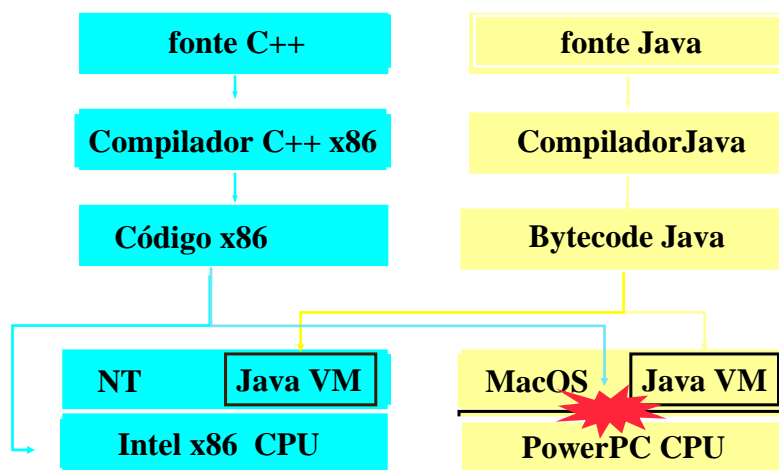 fonte C++
fonte Java
Compilador C++ x86
CompiladorJava
Código x86
Bytecode Java
NT
Java VM
MacOS
Java VM
Intel x86 CPU
PowerPC CPU